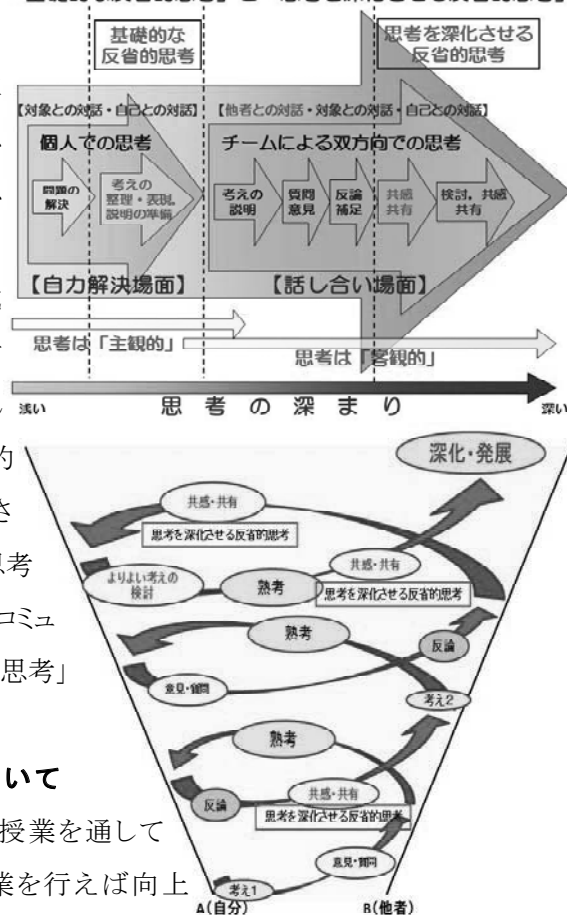 基礎的な
反省的思考
思考を深化させる
反省的思考
【対象との対話・自己との対話】
【他者との対話・対象との対話・自己との対話】
個人での思考
チームによる双方向での思考
問題の
解決
考えの
整理・表現,
説明の準備
考えの
説明
質問
意見
反論
補足
共感
共有
検討,共感
共有
【自力解決場面】
【話し合い場面】
思考は「主観的」
思考は「客観的」
浅い
思考の深まり
深い
的
さ
思考
コミュ
思考」
いて
授業を通して
業を行えば向上
深化・発展
共感・共有
思考を深化させる反省的思考
よりよい考えの
検討
熟考
共感・共有
思考を深化させる反省的思考
熟考
反論
意見・質問
考え2
熟考
反論
共感・共有
思考を深化させる反省的思考
意見・質問
考え1
A(自分)
B(他者)